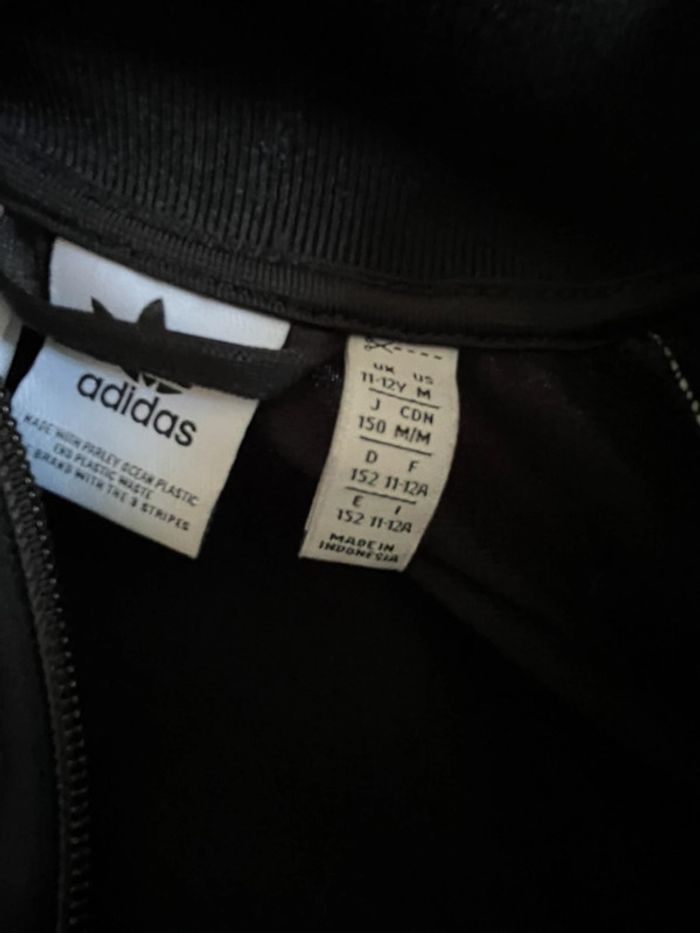 adidas
MADE WITH PARLEY OCEAN PLASTIC
END PLASTIC WASTE
BRAND WITH THE 3 STRIPES
UK US
11-12Y M
J CDN
150 M/M
D F
152 11-12A
E I
152 11-12A
MADE IN
INDONESIA